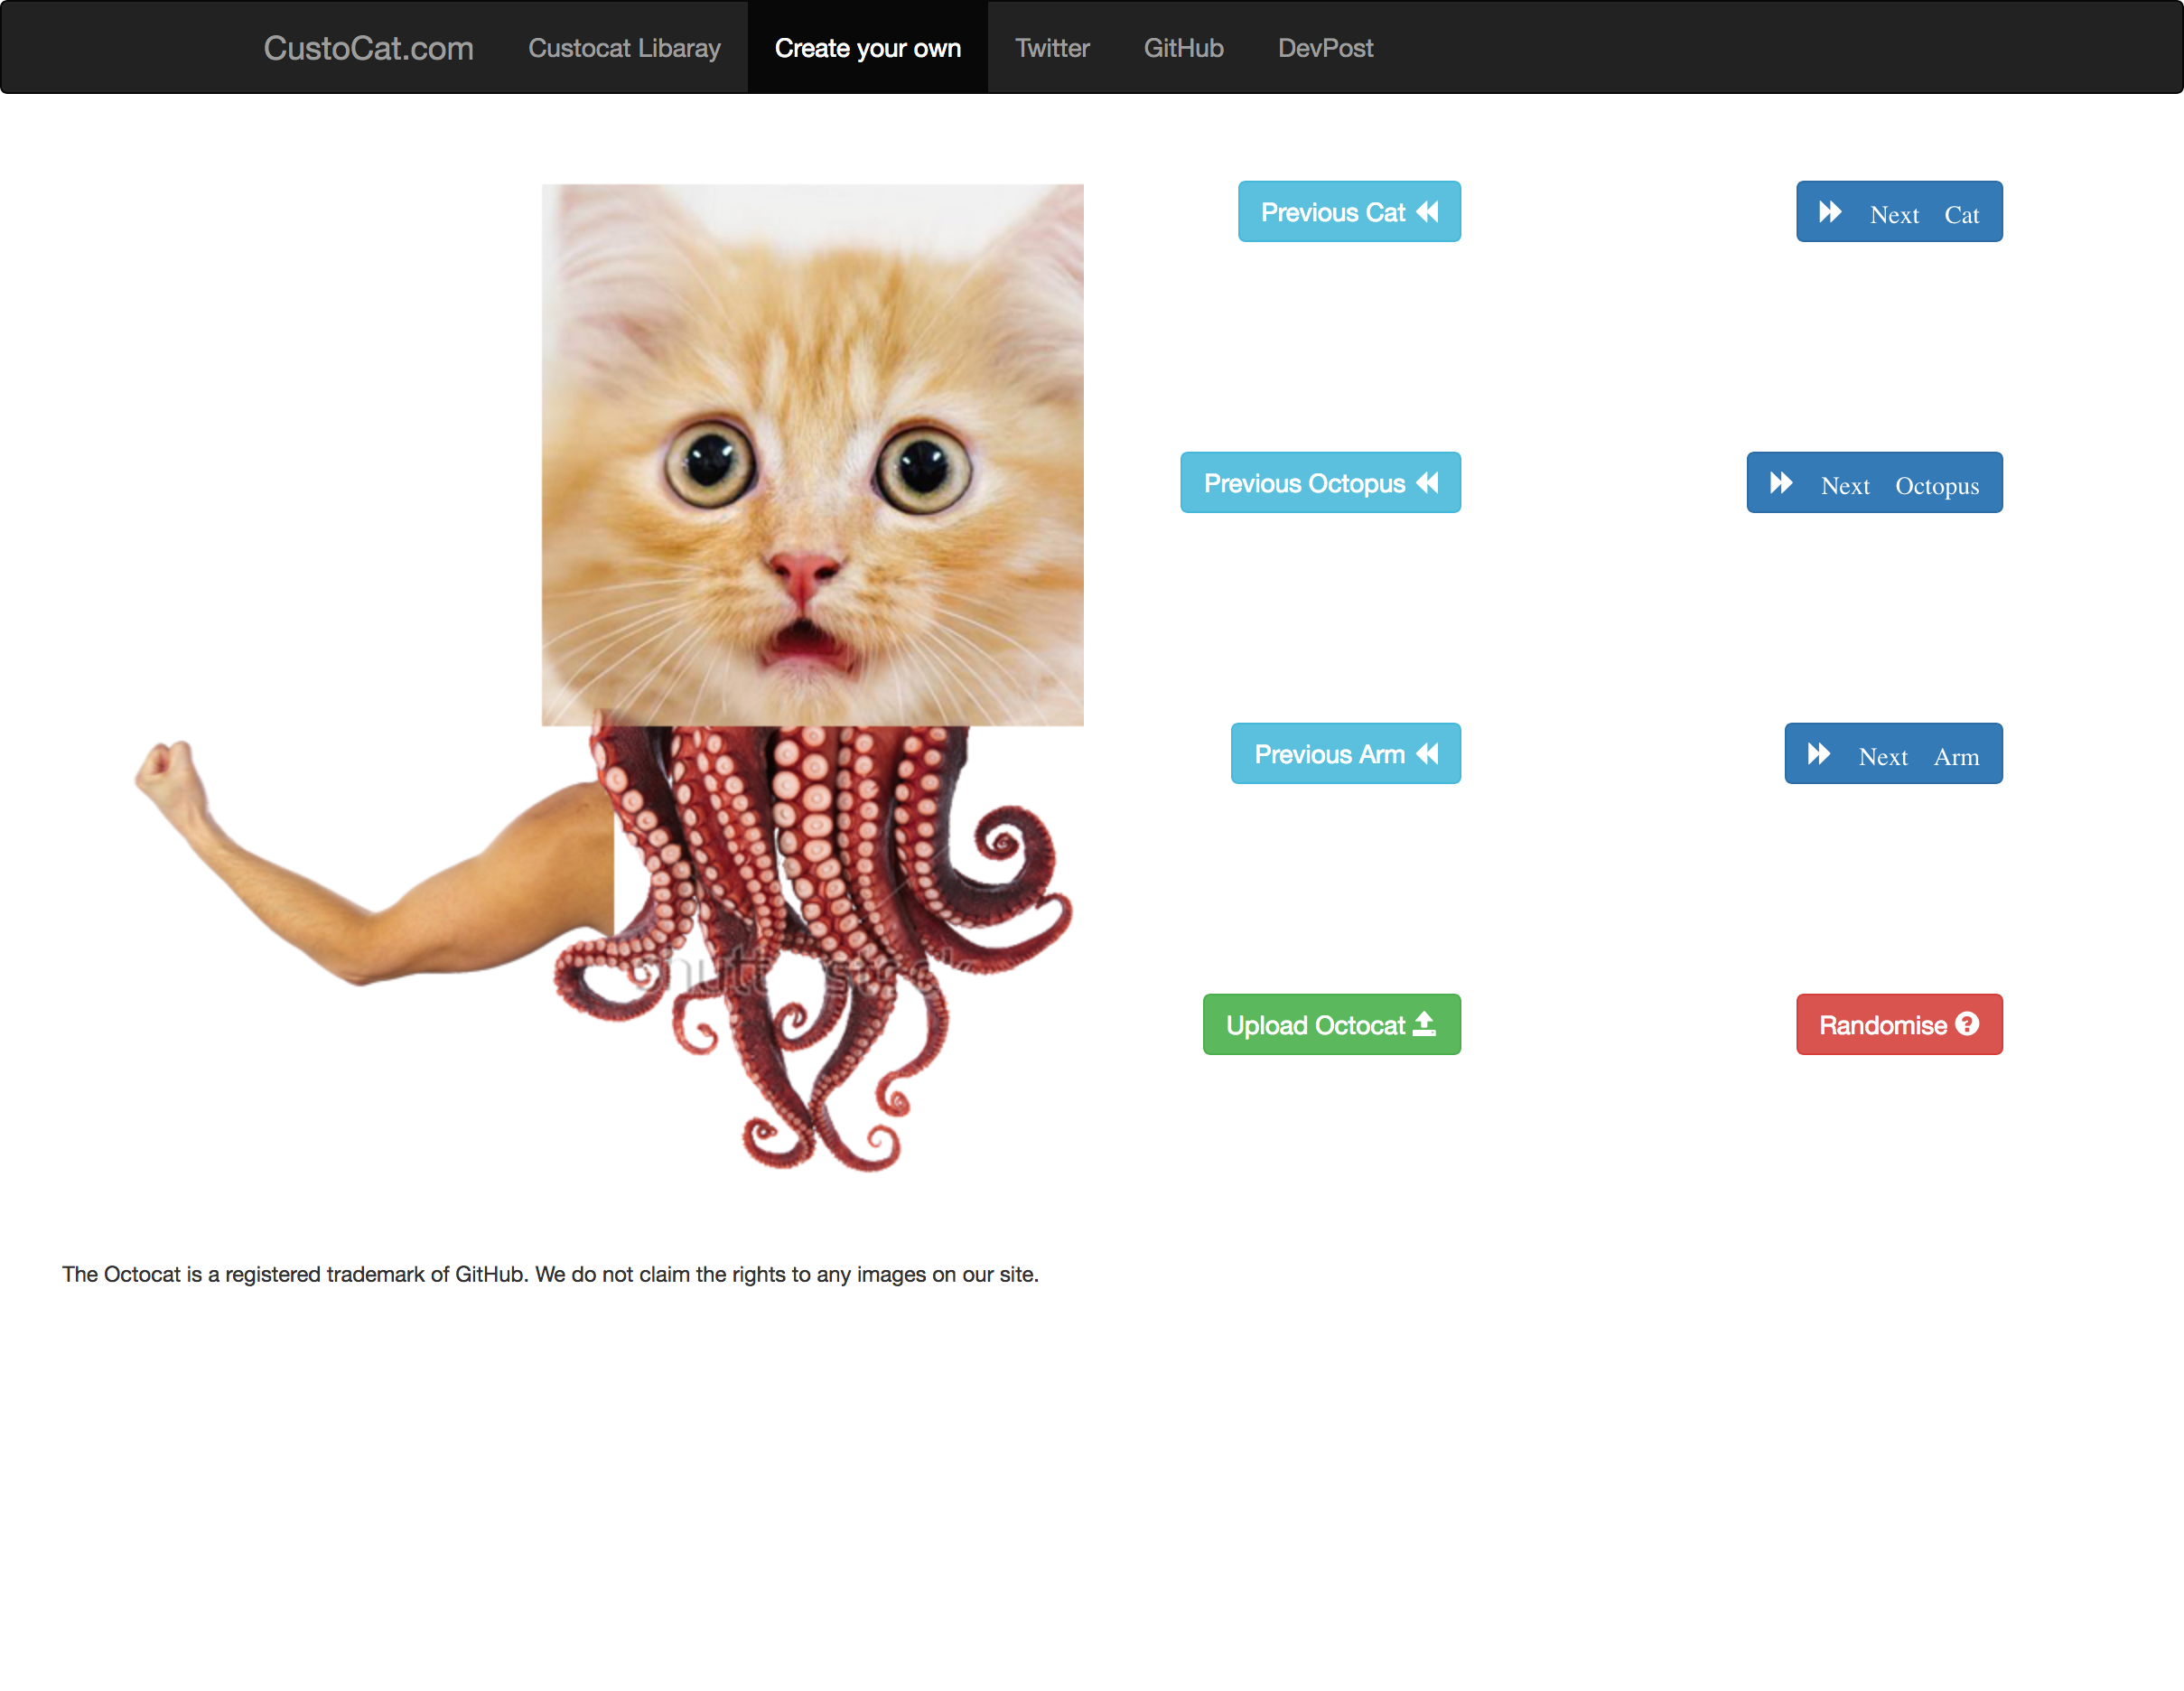 CustoCat.com Custocat Libaray Create your own Twitter GitHub DevPost
Previous Cat Next Cat
Previous Octopus Next Octopus
Previous Arm Next Arm
shutterstock
Upload Octocat Randomise
The Octocat is a registered trademark of GitHub. We do not claim the rights to any images on our site.